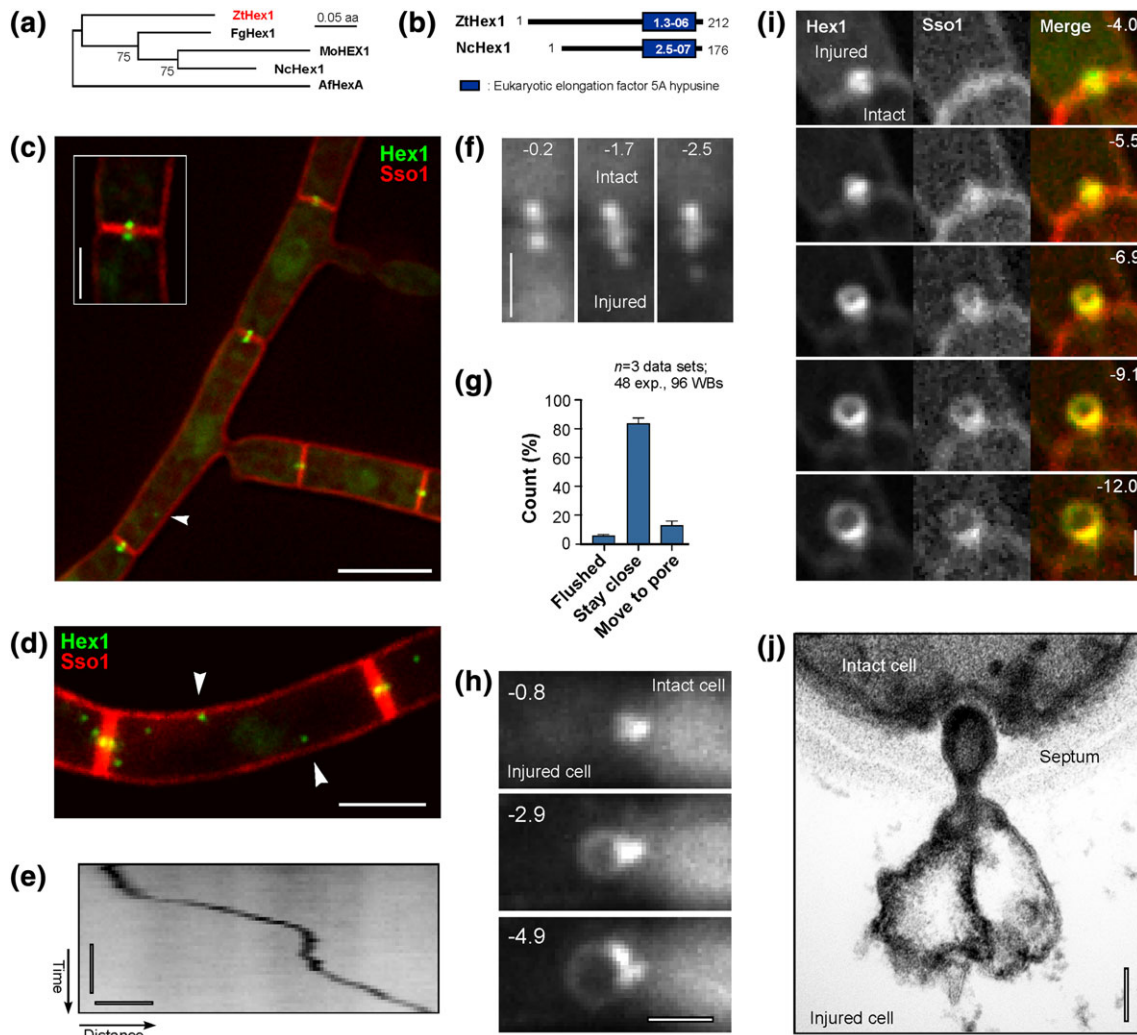 (a)
ZtHex1
0.05 aa
FgHex1
75
MoHEX1
75
NcHex1
AfHexA
(b)
ZtHex1 1 1.3-06 212
NcHex1 1 2.5-07 176
: Eukaryotic elongation factor 5A hypusine
(c)
Hex1
Sso1
(d)
Hex1
Sso1
(e)
Time
Distance
(f)
-0.2 -1.7 -2.5
Intact
Injured
(g)
n=3 data sets;
48 exp., 96 WBs
Count (%)
100
80
60
40
20
0
Flushed
Stay close
Move to pore
(h)
-0.8
Intact cell
Injured cell
-2.9
-4.9
(i)
Hex1 Sso1 Merge
-4.0
Injured
Intact
-5.5
-6.9
-9.1
-12.0
(j)
Intact cell
Septum
Injured cell